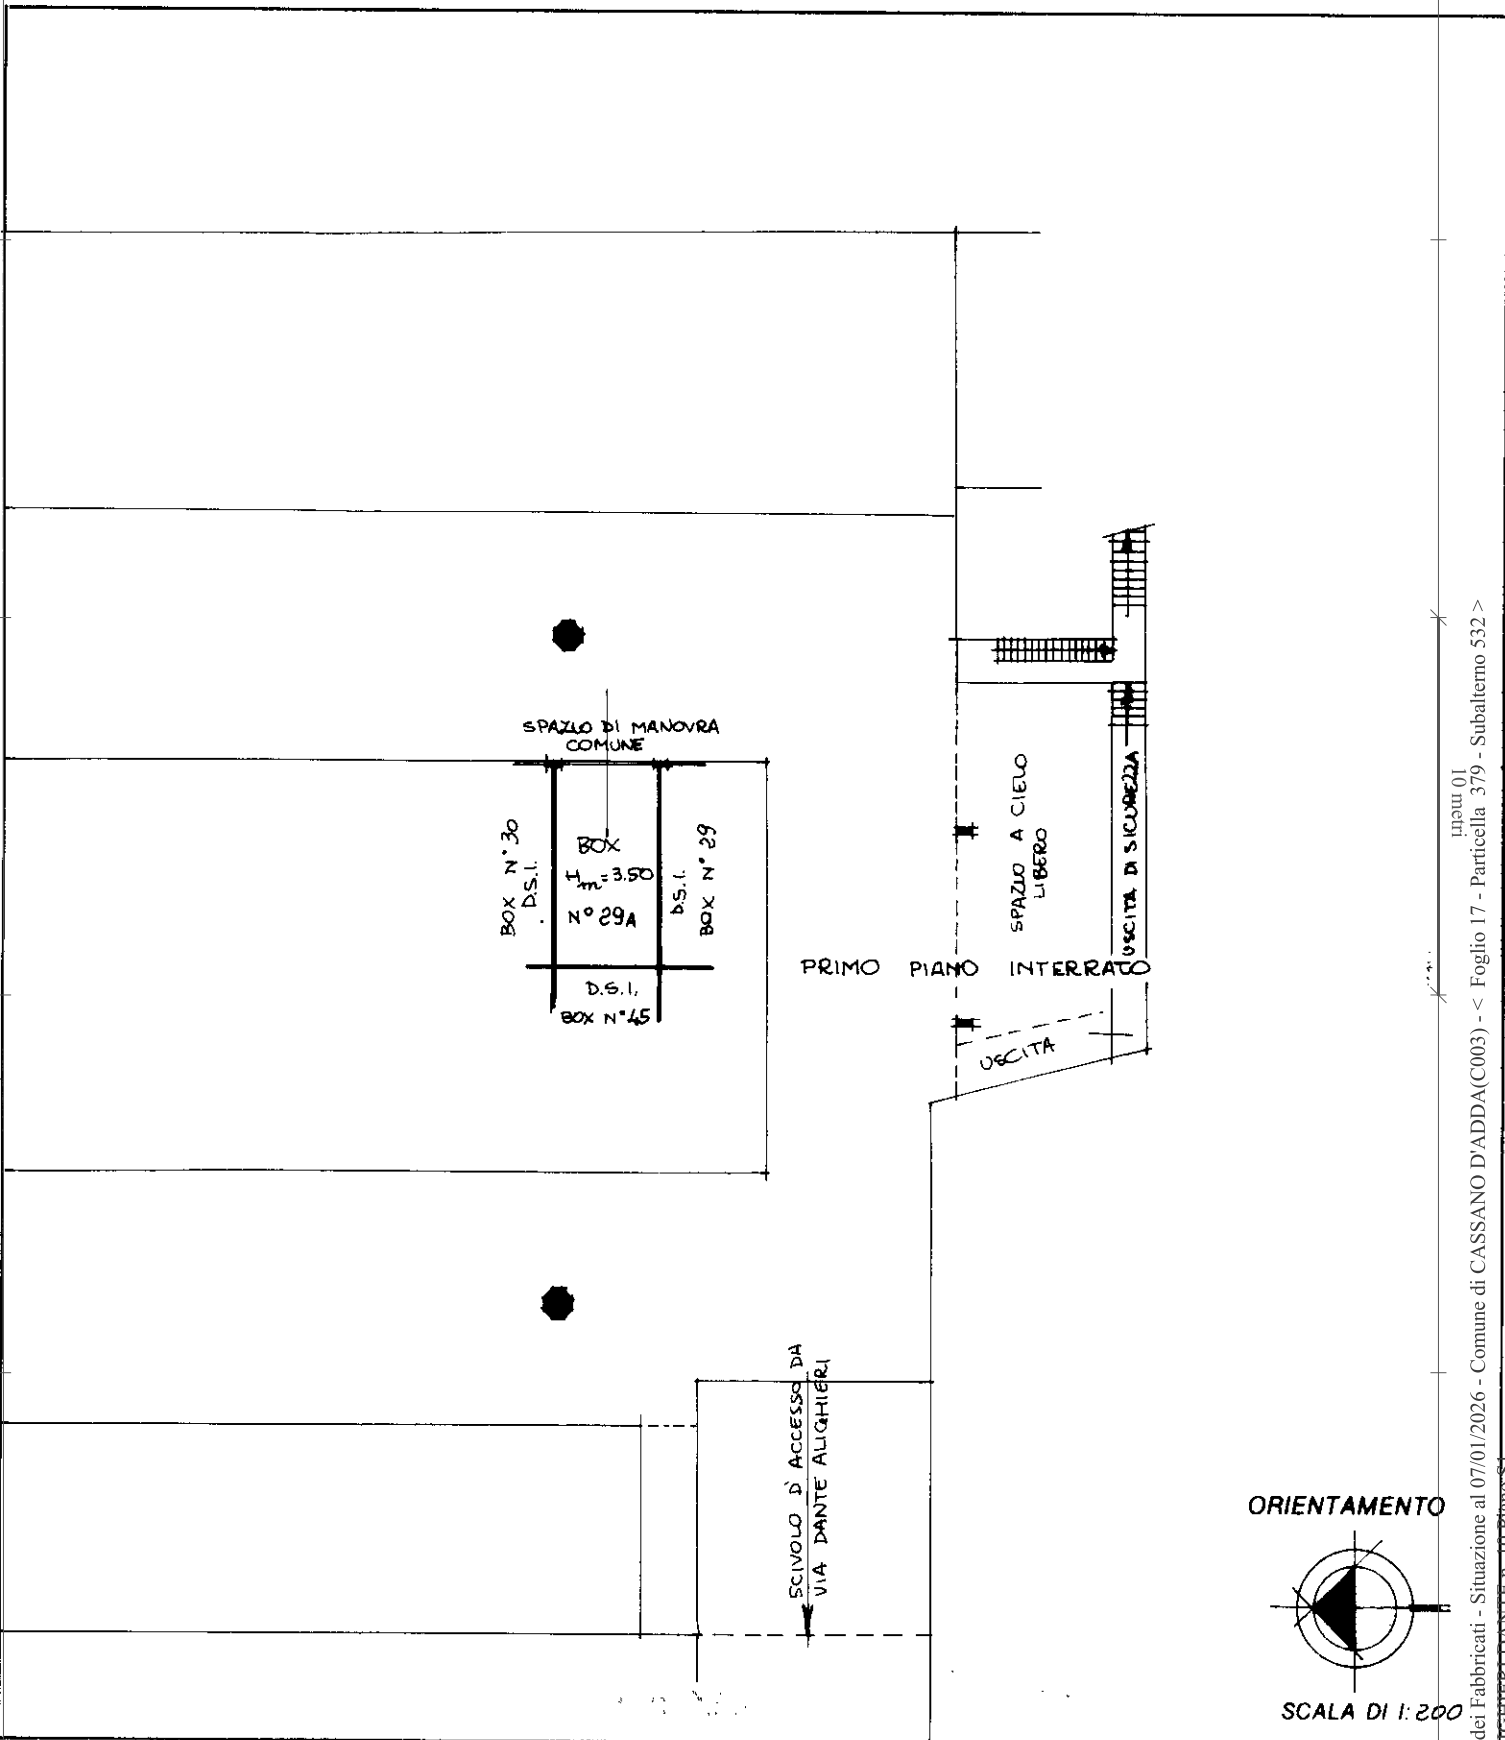 SPAZIO DI MANOVRA
COMUNE
BOX N° 30
D.S.I.
BOX
Hm=3.50
N° 29A
D.S.I.
BOX N° 29
D.S.I.
BOX N° 45
PRIMO PIANO INTERRATO
SPAZIO A CIELO
LIBERO
USCITA DI SICUREZZA
USCITA
SCIVOLO D'ACCESSO DA
VIA DANTE ALIGHIERI
ORIENTAMENTO
SCALA DI 1:200
10 metri
dei Fabbricati - Situazione al 07/01/2026 - Comune di CASSANO D'ADDA(C003) - < Foglio 17 - Particella 379 - Subalterno 532 >